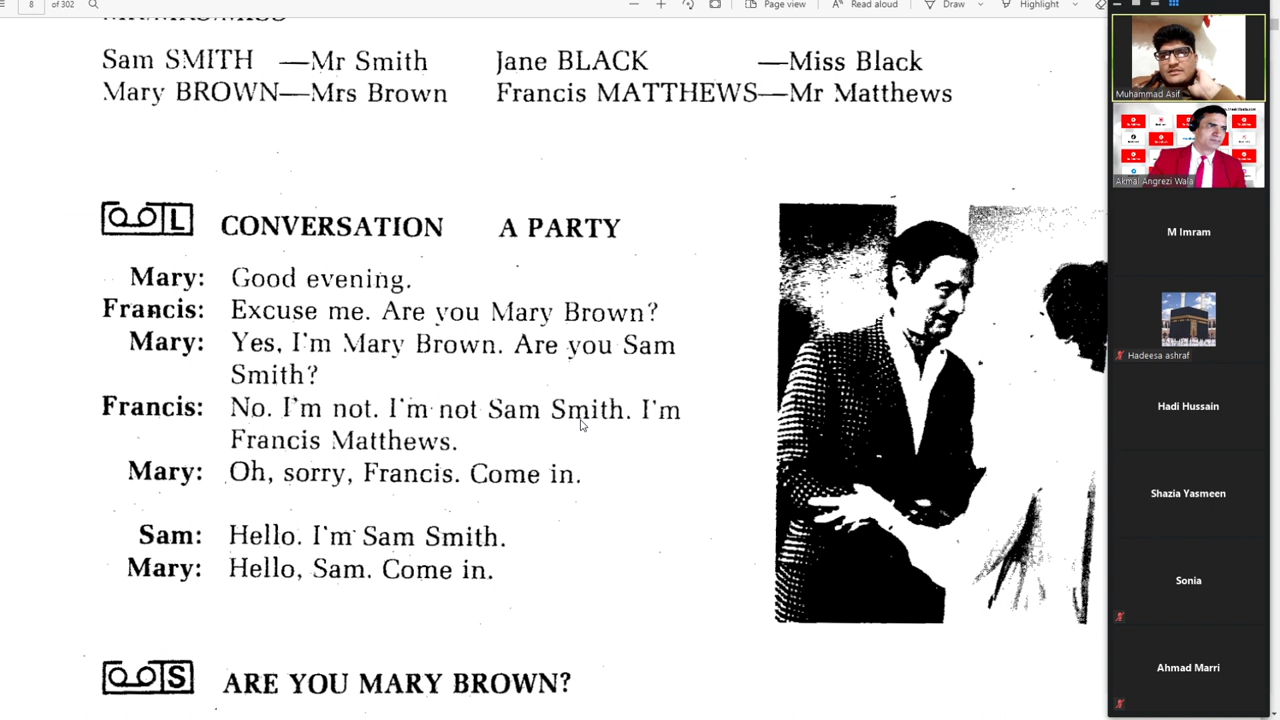 8 of 302 Page view Read aloud Draw Highlight
MR/MRS/MISS
Sam SMITH —Mr Smith Jane BLACK —Miss Black
Mary BROWN—Mrs Brown Francis MATTHEWS—Mr Matthews
L CONVERSATION A PARTY
Mary: Good evening.
Francis: Excuse me. Are you Mary Brown?
Mary: Yes, I'm Mary Brown. Are you Sam
Smith?
Francis: No. I'm not. I'm not Sam Smith. I'm
Francis Matthews.
Mary: Oh, sorry, Francis. Come in.
Sam: Hello. I'm Sam Smith.
Mary: Hello, Sam. Come in.
S ARE YOU MARY BROWN?
Muhammad Asif
Akmal Angrezi Wala
M Imram
Hadeesa ashraf
Hadi Hussain
Shazia Yasmeen
Sonia
Ahmad Marri